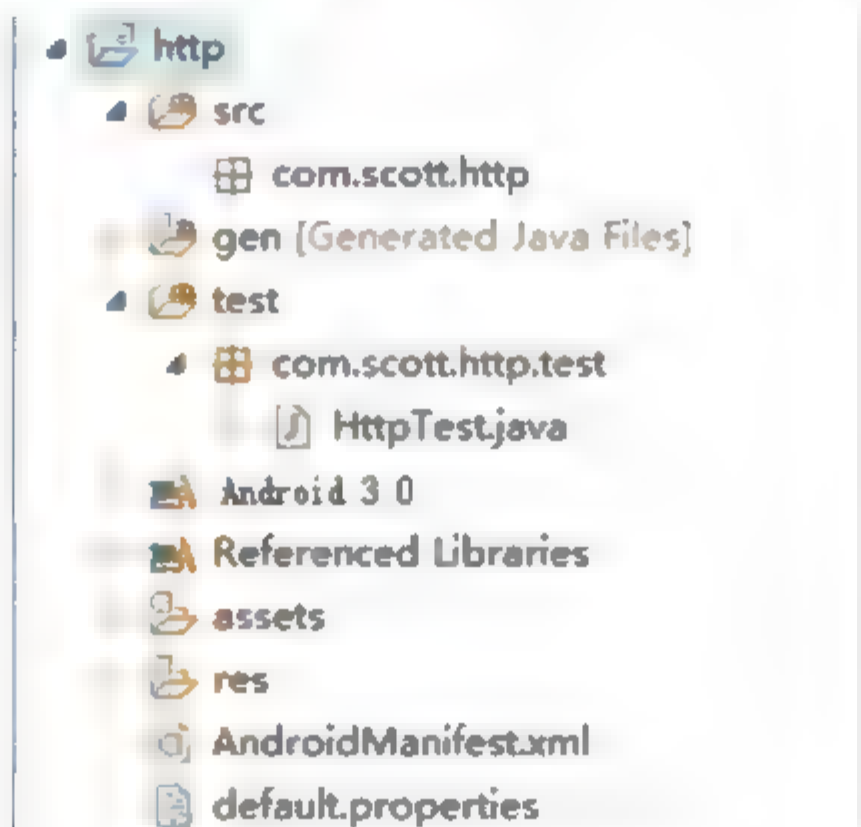 http
src
com.scott.http
gen [Generated Java Files]
test
com.scott.http.test
HttpTest.java
Android 3 0
Referenced Libraries
assets
res
AndroidManifest.xml
default.properties